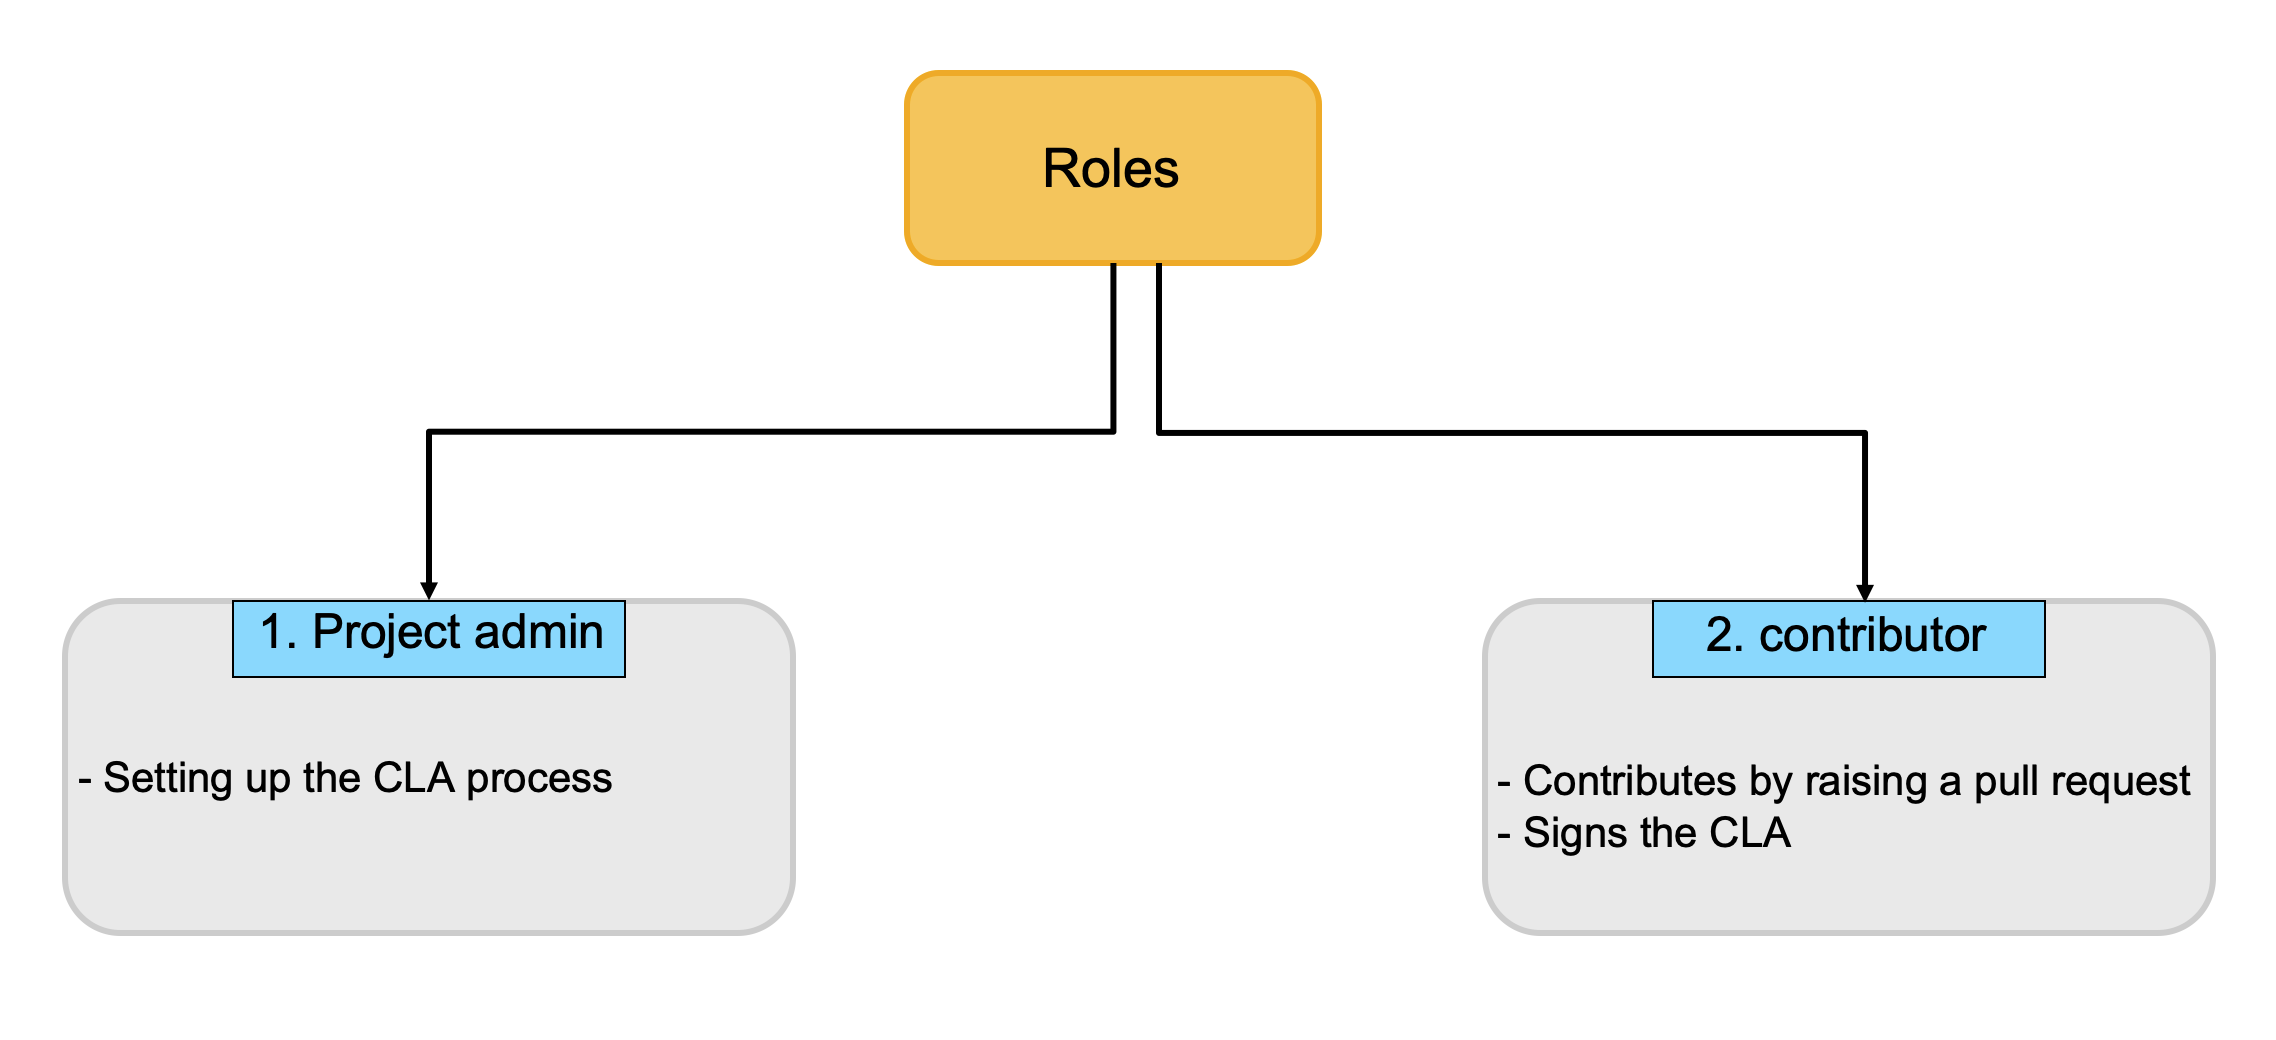 Roles
1. Project admin
- Setting up the CLA process
2. contributor
- Contributes by raising a pull request
- Signs the CLA